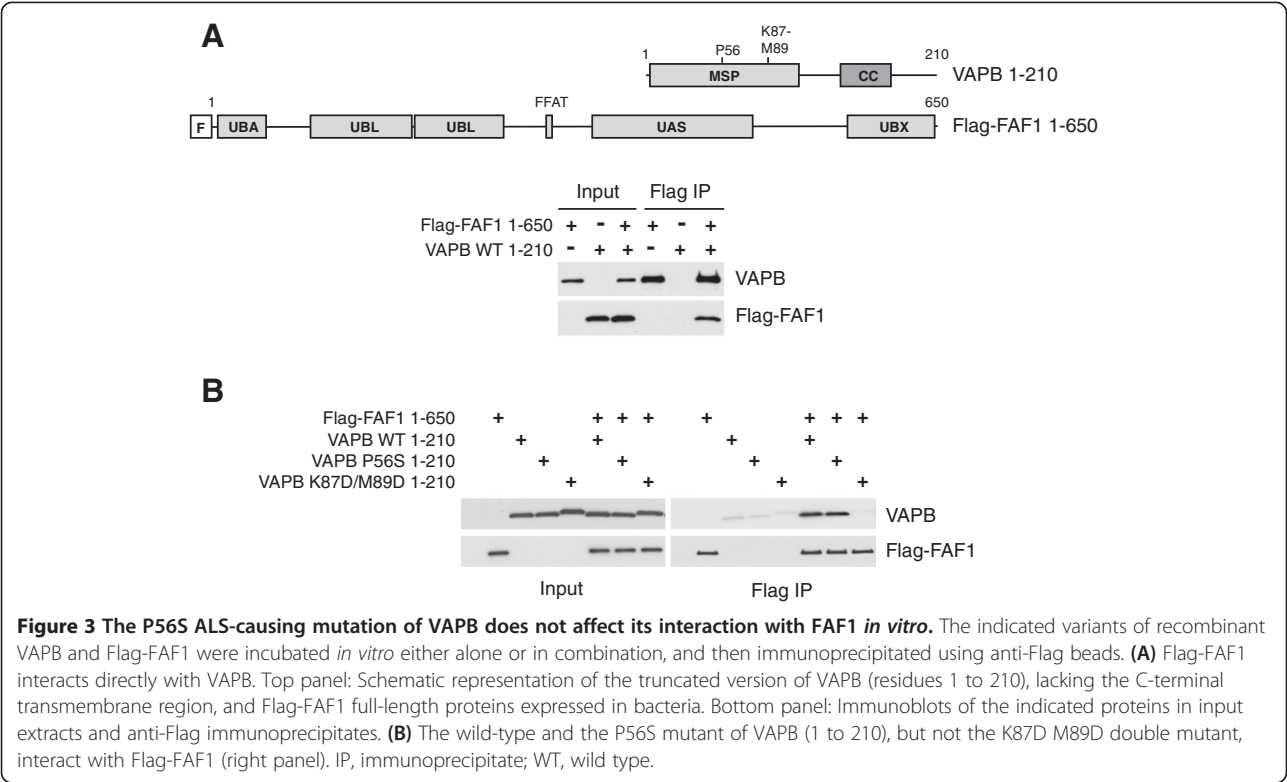 A
K87-
1 P56 M89 210
MSP CC VAPB 1-210
1 FFAT 650
F UBA UBL UBL UAS UBX Flag-FAF1 1-650
Input Flag IP
Flag-FAF1 1-650 + - + + - +
VAPB WT 1-210 - + + - + +
VAPB
Flag-FAF1
B
Flag-FAF1 1-650 + + + + + + + +
VAPB WT 1-210 + + + +
VAPB P56S 1-210 + + + +
VAPB K87D/M89D 1-210 + + + +
VAPB
Flag-FAF1
Input Flag IP
Figure 3 The P56S ALS-causing mutation of VAPB does not affect its interaction with FAF1 in vitro. The indicated variants of recombinant
VAPB and Flag-FAF1 were incubated in vitro either alone or in combination, and then immunoprecipitated using anti-Flag beads. (A) Flag-FAF1
interacts directly with VAPB. Top panel: Schematic representation of the truncated version of VAPB (residues 1 to 210), lacking the C-terminal
transmembrane region, and Flag-FAF1 full-length proteins expressed in bacteria. Bottom panel: Immunoblots of the indicated proteins in input
extracts and anti-Flag immunoprecipitates. (B) The wild-type and the P56S mutant of VAPB (1 to 210), but not the K87D M89D double mutant,
interact with Flag-FAF1 (right panel). IP, immunoprecipitate; WT, wild type.